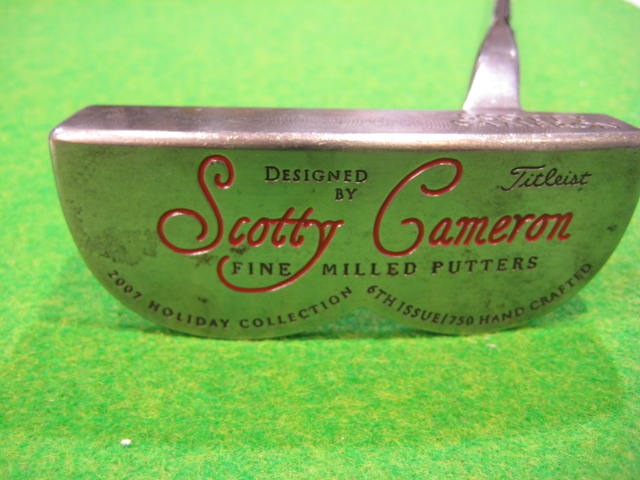 DESIGNED
BY
Titleist
Scotty Cameron
FINE MILLED PUTTERS
2007 HOLIDAY COLLECTION 6TH ISSUE/750 HAND CRAFTED